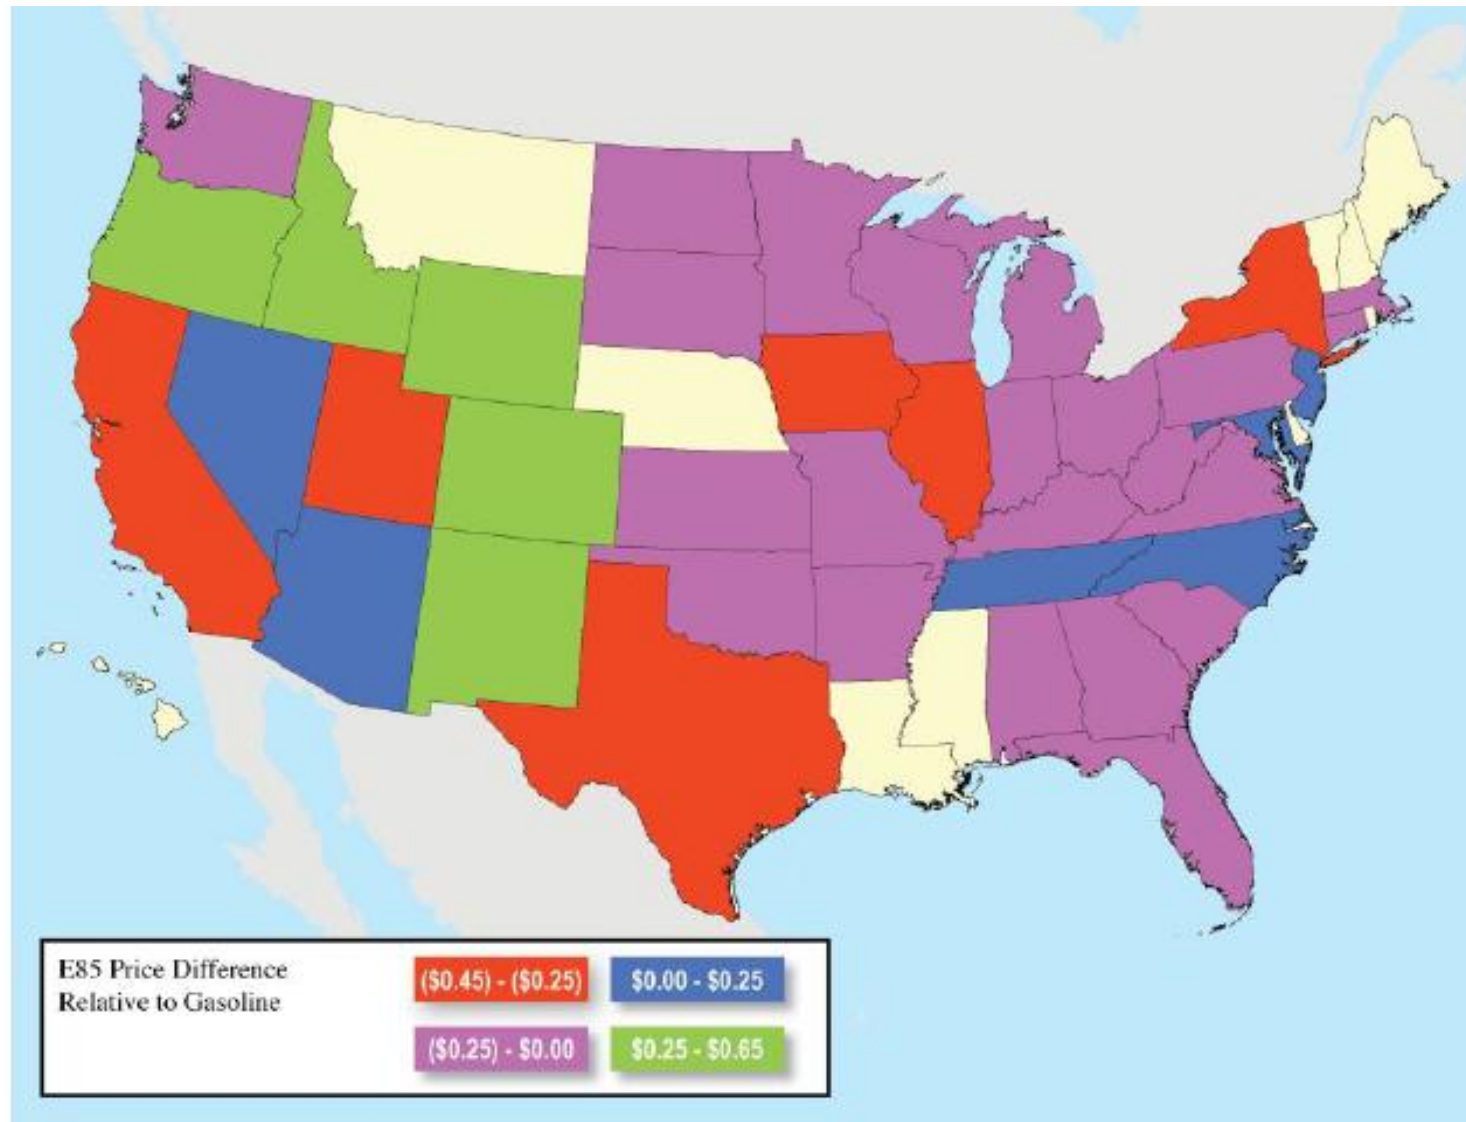 E85 Price Difference
Relative to Gasoline
($0.45) - ($0.25)
$0.00 - $0.25
($0.25) - $0.00
$0.25 - $0.65